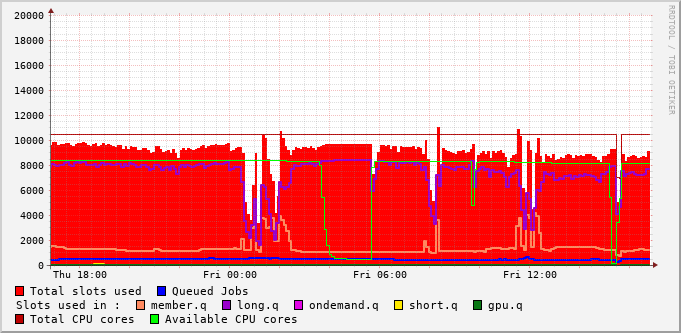 20000
18000
16000
14000
12000
10000
8000
6000
4000
2000
0
Thu 18:00 Fri 00:00 Fri 06:00 Fri 12:00
RRDTOOL / TOBI OETIKER
Total slots used Queued Jobs
Slots used in : member.q long.q ondemand.q short.q gpu.q
Total CPU cores Available CPU cores